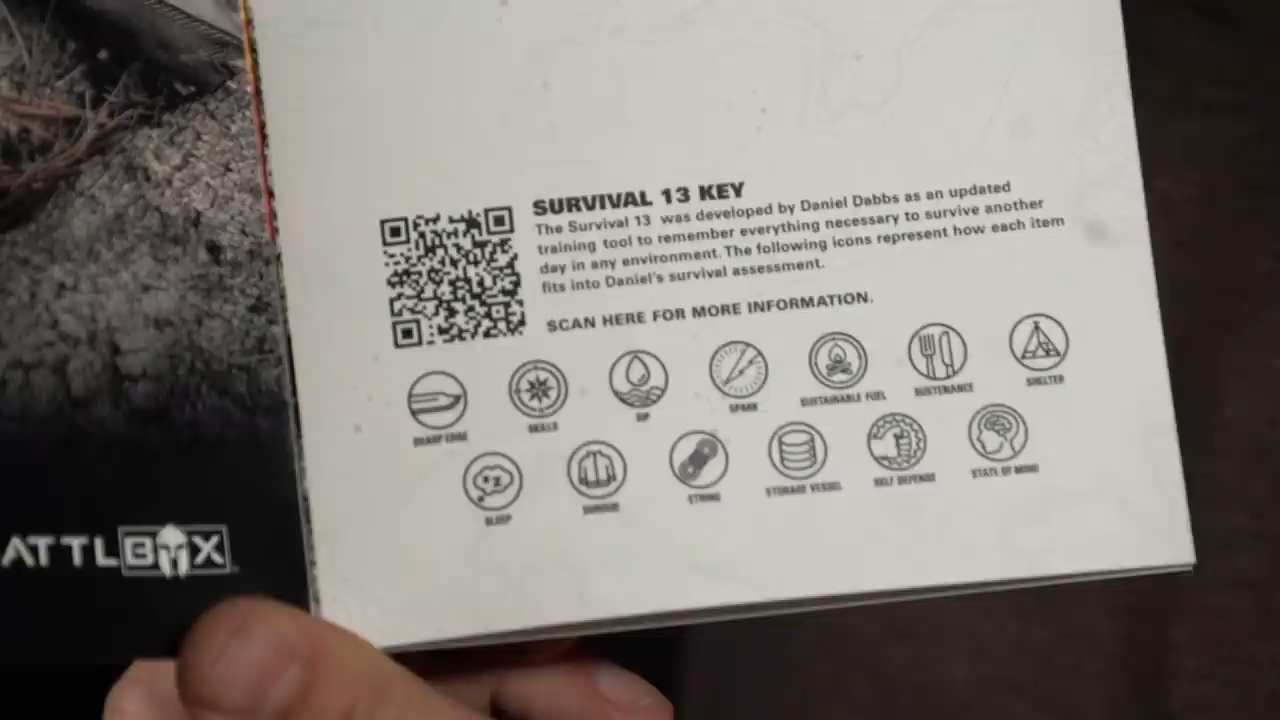 SURVIVAL 13 KEY
The Survival 13 was developed by Daniel Dabbs as an updated
training tool to remember everything necessary to survive another
day in any environment. The following icons represent how each item
fits into Daniel's survival assessment.
SCAN HERE FOR MORE INFORMATION.
SHARP EDGE
SKILLS
SIP
SPARK
SUSTAINABLE FUEL
SUSTENANCE
SHELTER
SLEEP
SHROUD
STRING
STORAGE VESSEL
SELF DEFENSE
STATE OF MIND
ATTLBOX